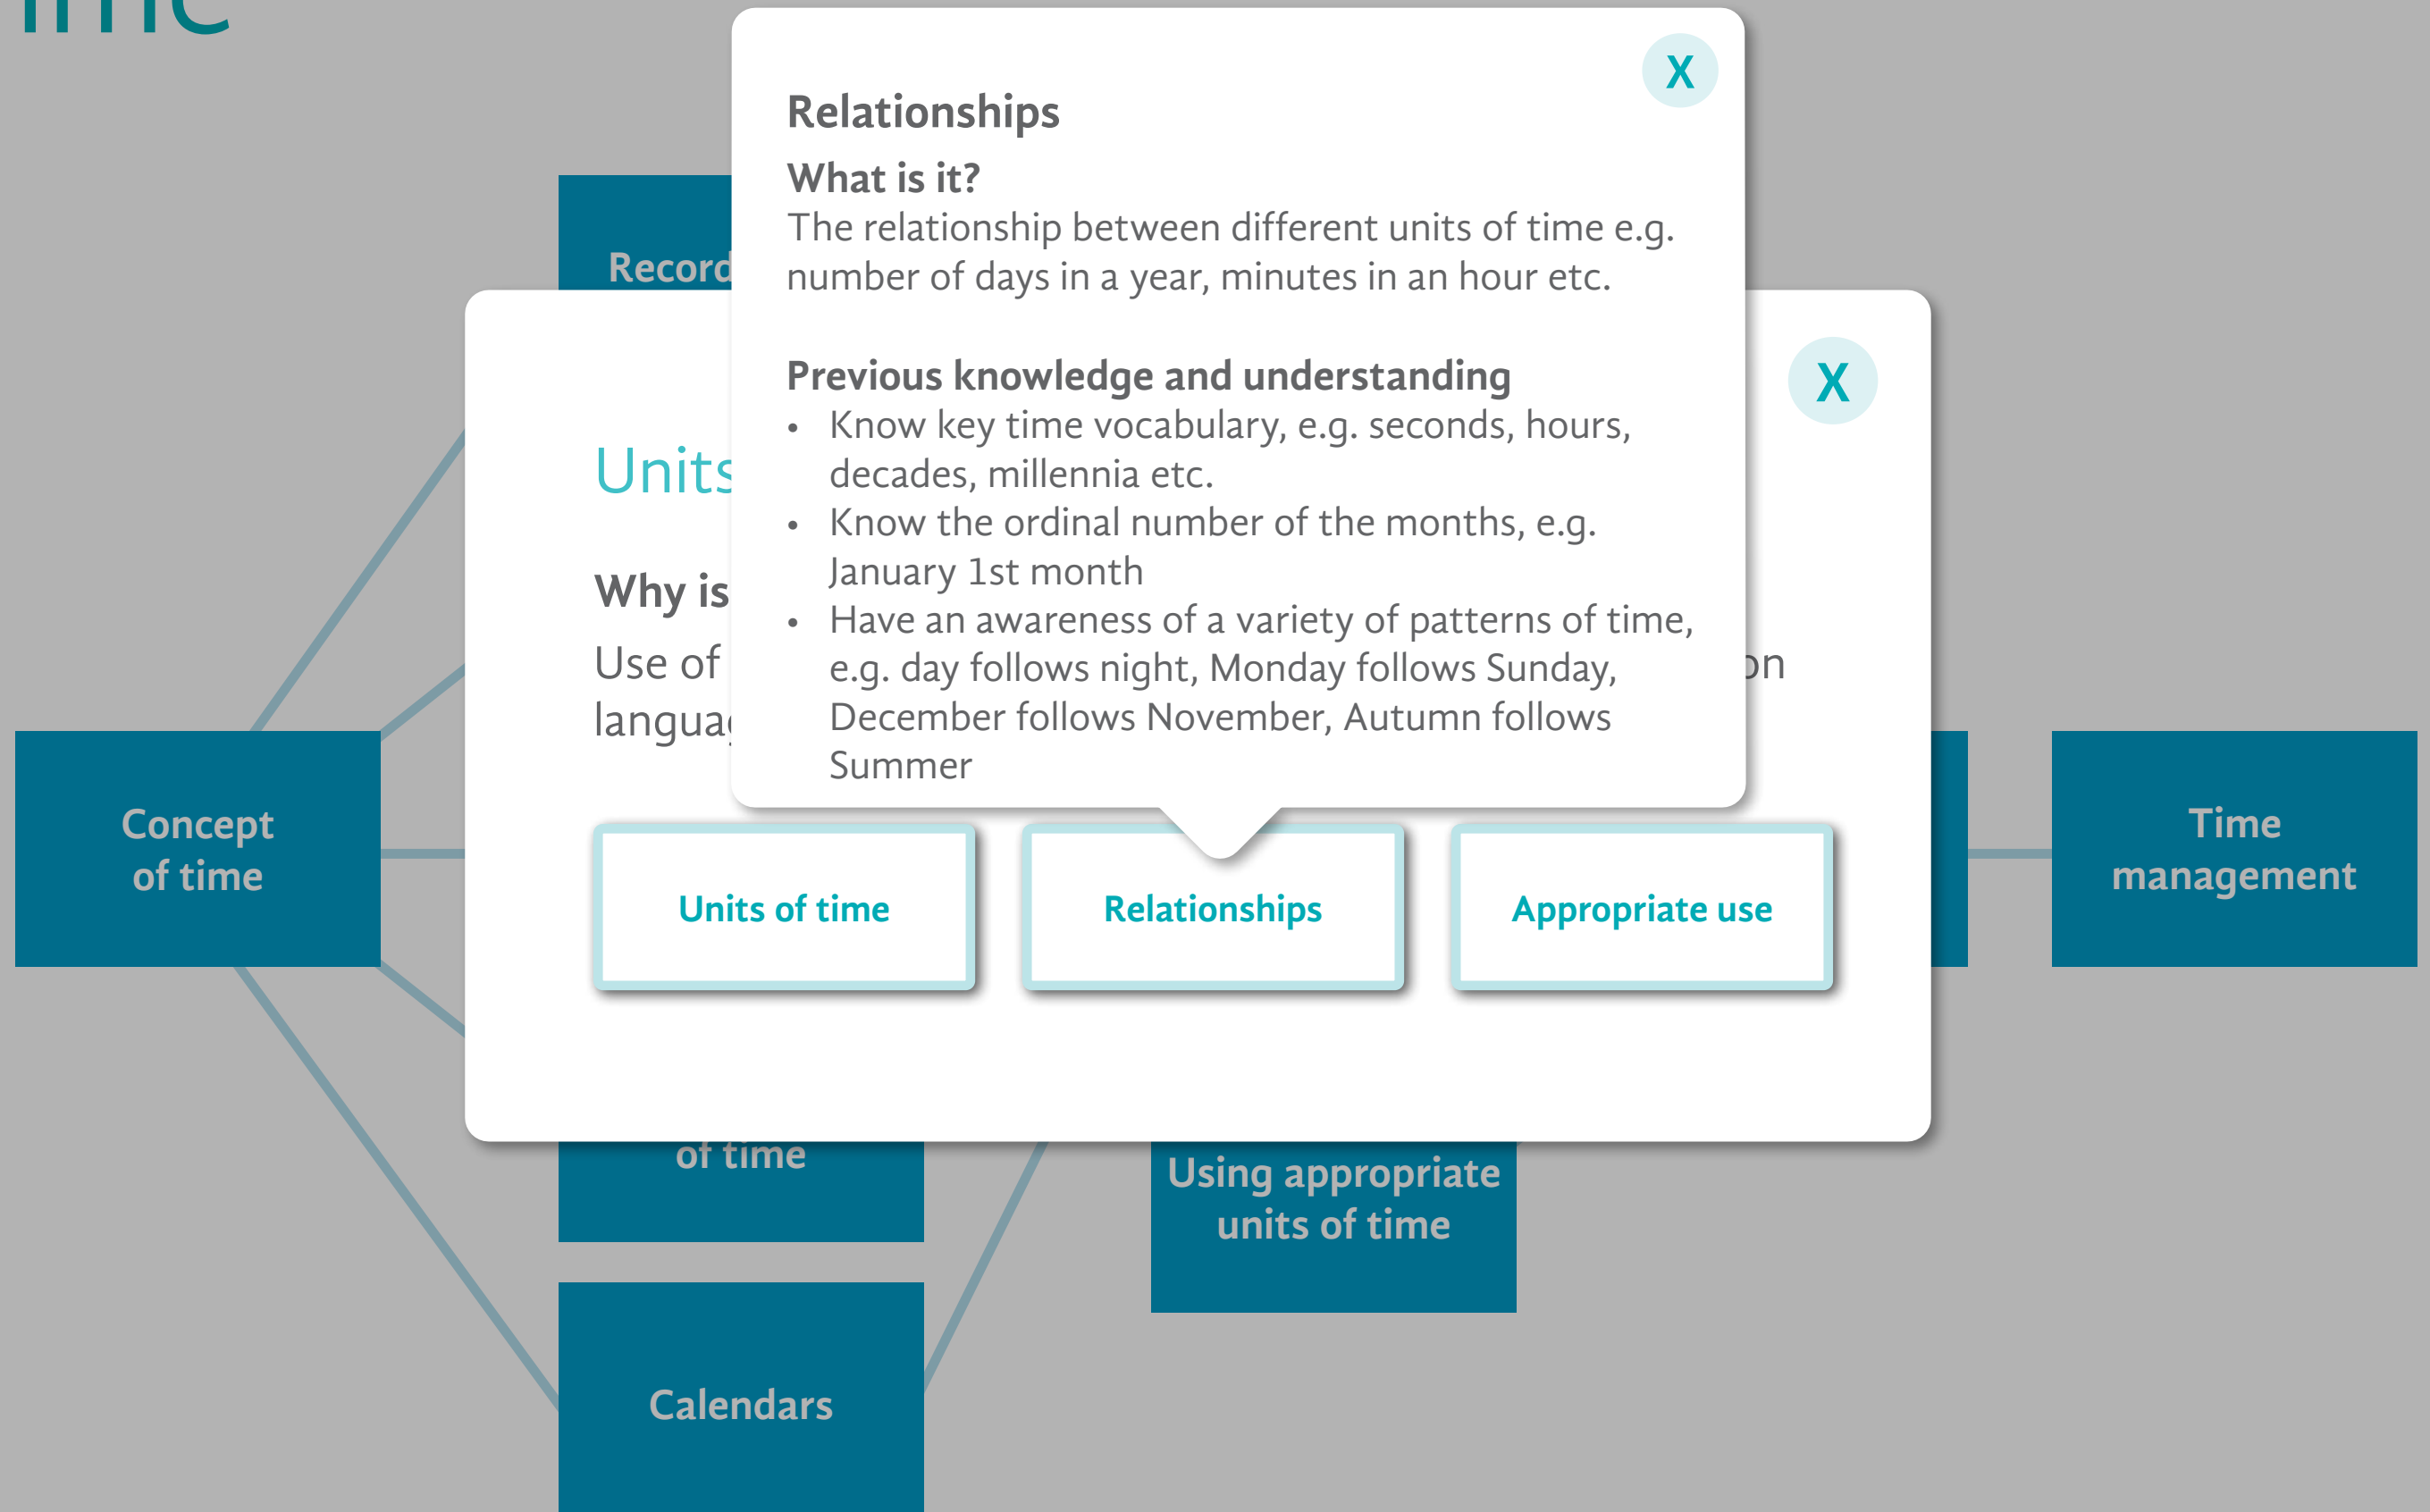 X
Relationships
What is it?
The relationship between different units of time e.g.
number of days in a year, minutes in an hour etc.
Previous knowledge and understanding
• Know key time vocabulary, e.g. seconds, hours,
decades, millennia etc.
• Know the ordinal number of the months, e.g.
January 1st month
• Have an awareness of a variety of patterns of time,
e.g. day follows night, Monday follows Sunday,
December follows November, Autumn follows
Summer
X
Units
Why is
Use of
Units of time
Relationships
Appropriate use
Concept
of time
Time
management
of time
Using appropriate
units of time
Calendars